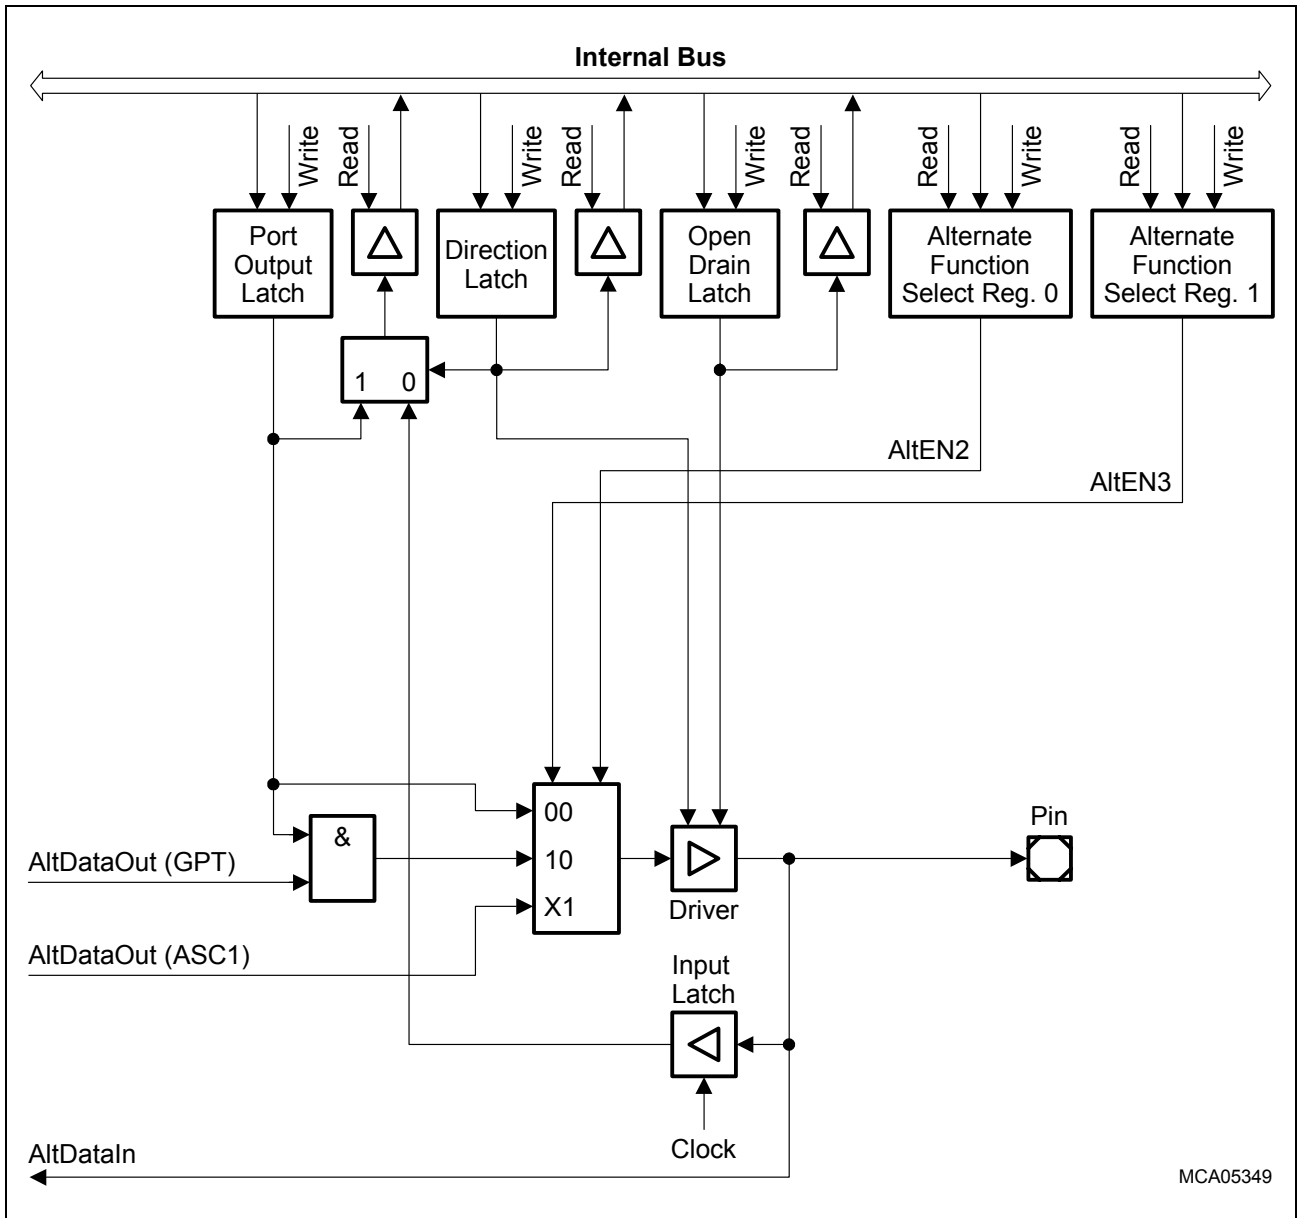 Internal Bus
Write
Read
Write
Read
Write
Read
Read
Write
Read
Write
Port
Output
Latch
Direction
Latch
Open
Drain
Latch
Alternate
Function
Select Reg. 0
Alternate
Function
Select Reg. 1
1 0
AltEN2
AltEN3
00
10
X1
&
AltDataOut (GPT)
AltDataOut (ASC1)
Driver
Pin
Input
Latch
Clock
AltDataIn
MCA05349